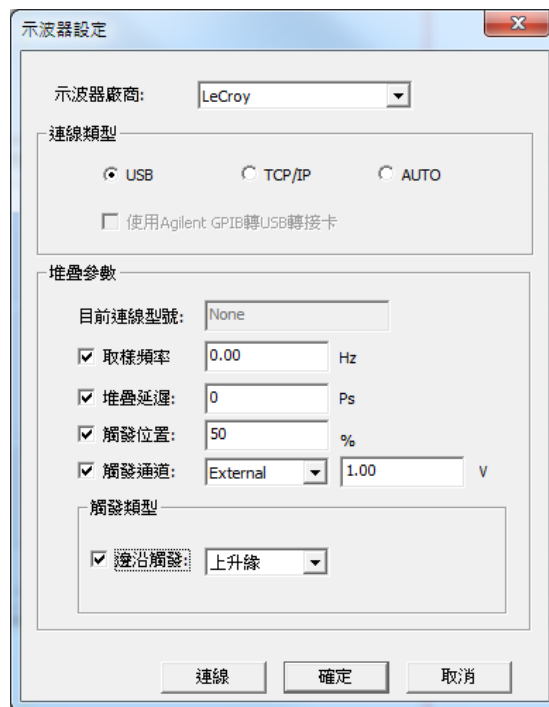 示波器設定
示波器廠商: LeCroy
連線類型
USB TCP/IP AUTO
使用Agilent GPIB轉USB轉接卡
堆疊參數
目前連線型號: None
取樣頻率 0.00 Hz
堆疊延遲: 0 Ps
觸發位置: 50 %
觸發通道: External 1.00 V
觸發類型
邊沿觸發: 上升緣
連線 確定 取消